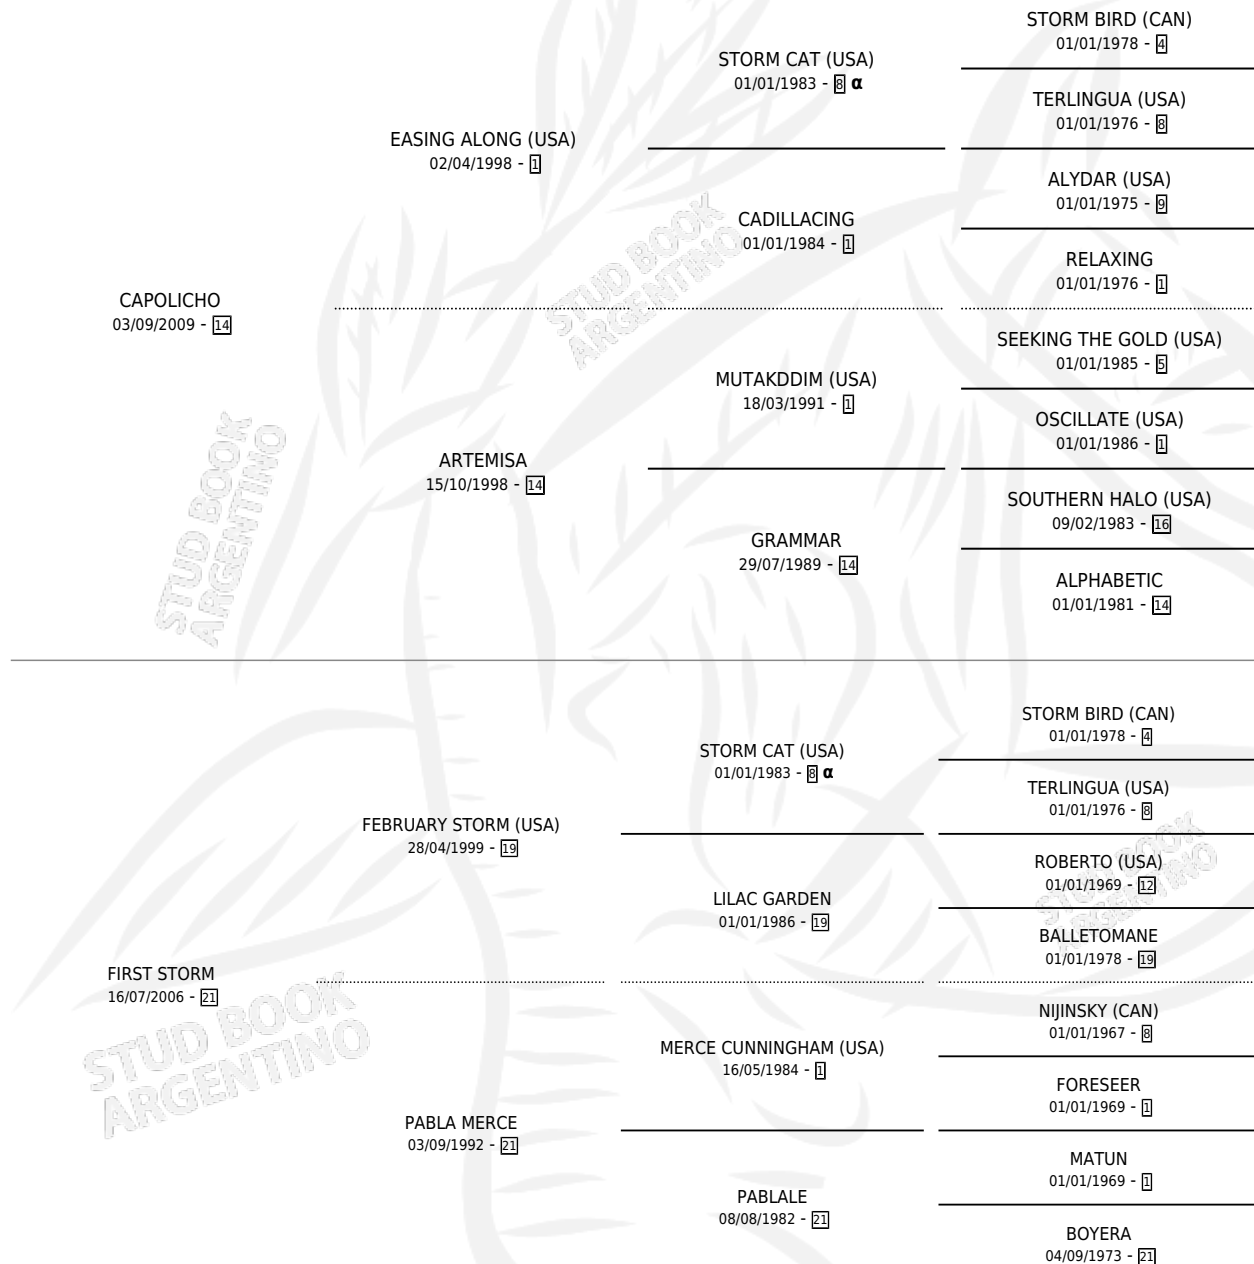 STORM BIRD (CAN)
01/01/1978 - 4
STORM CAT (USA)
01/01/1983 - 8 α
TERLINGUA (USA)
01/01/1976 - 8
EASING ALONG (USA)
02/04/1998 - 1
ALYDAR (USA)
01/01/1975 - 9
CADILLACING
01/01/1984 - 1
RELAXING
01/01/1976 - 1
CAPOLICHO
03/09/2009 - 14
SEEKING THE GOLD (USA)
01/01/1985 - 5
MUTAKDDIM (USA)
18/03/1991 - 1
OSCILLATE (USA)
01/01/1986 - 1
ARTEMISA
15/10/1998 - 14
SOUTHERN HALO (USA)
09/02/1983 - 16
GRAMMAR
29/07/1989 - 14
ALPHABETIC
01/01/1981 - 14
STORM BIRD (CAN)
01/01/1978 - 4
STORM CAT (USA)
01/01/1983 - 8 α
TERLINGUA (USA)
01/01/1976 - 8
FEBRUARY STORM (USA)
28/04/1999 - 19
ROBERTO (USA)
01/01/1969 - 12
LILAC GARDEN
01/01/1986 - 19
BALLETOMANE
01/01/1978 - 19
FIRST STORM
16/07/2006 - 21
NIJINSKY (CAN)
01/01/1967 - 8
MERCE CUNNINGHAM (USA)
16/05/1984 - 1
FORESEER
01/01/1969 - 1
PABLA MERCE
03/09/1992 - 21
MATUN
01/01/1969 - 1
PABLALE
08/08/1982 - 21
BOYERA
04/09/1973 - 21
STUD BOOK
ARGENTINO
STUD BOOK
ARGENTINO
STUD BOOK
ARGENTINO
STUD BOOK
ARGENTINO